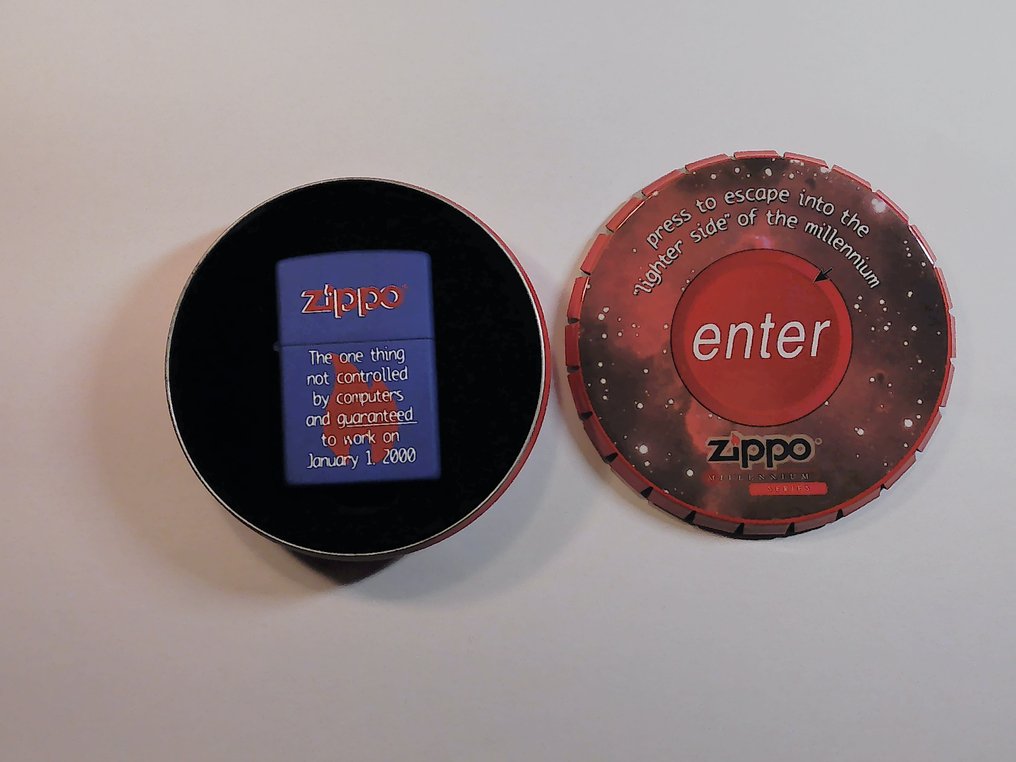 zippo
The one thing
not controlled
by computers
and guaranteed
to work on
January 1, 2000
press to escape into the
"lighter side" of the millennium
enter
zippo
MILLENNIUM
SERIES